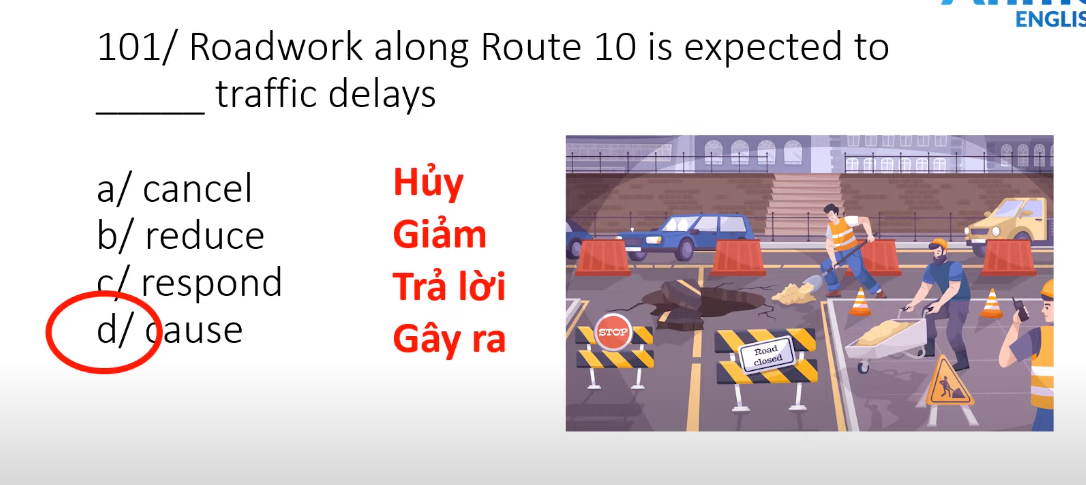 ENGLIS
101/ Roadwork along Route 10 is expected to
_____ traffic delays
a/ cancel Hủy
b/ reduce Giảm
c/ respond Trả lời
d/ cause Gây ra
STOP
Road
closed